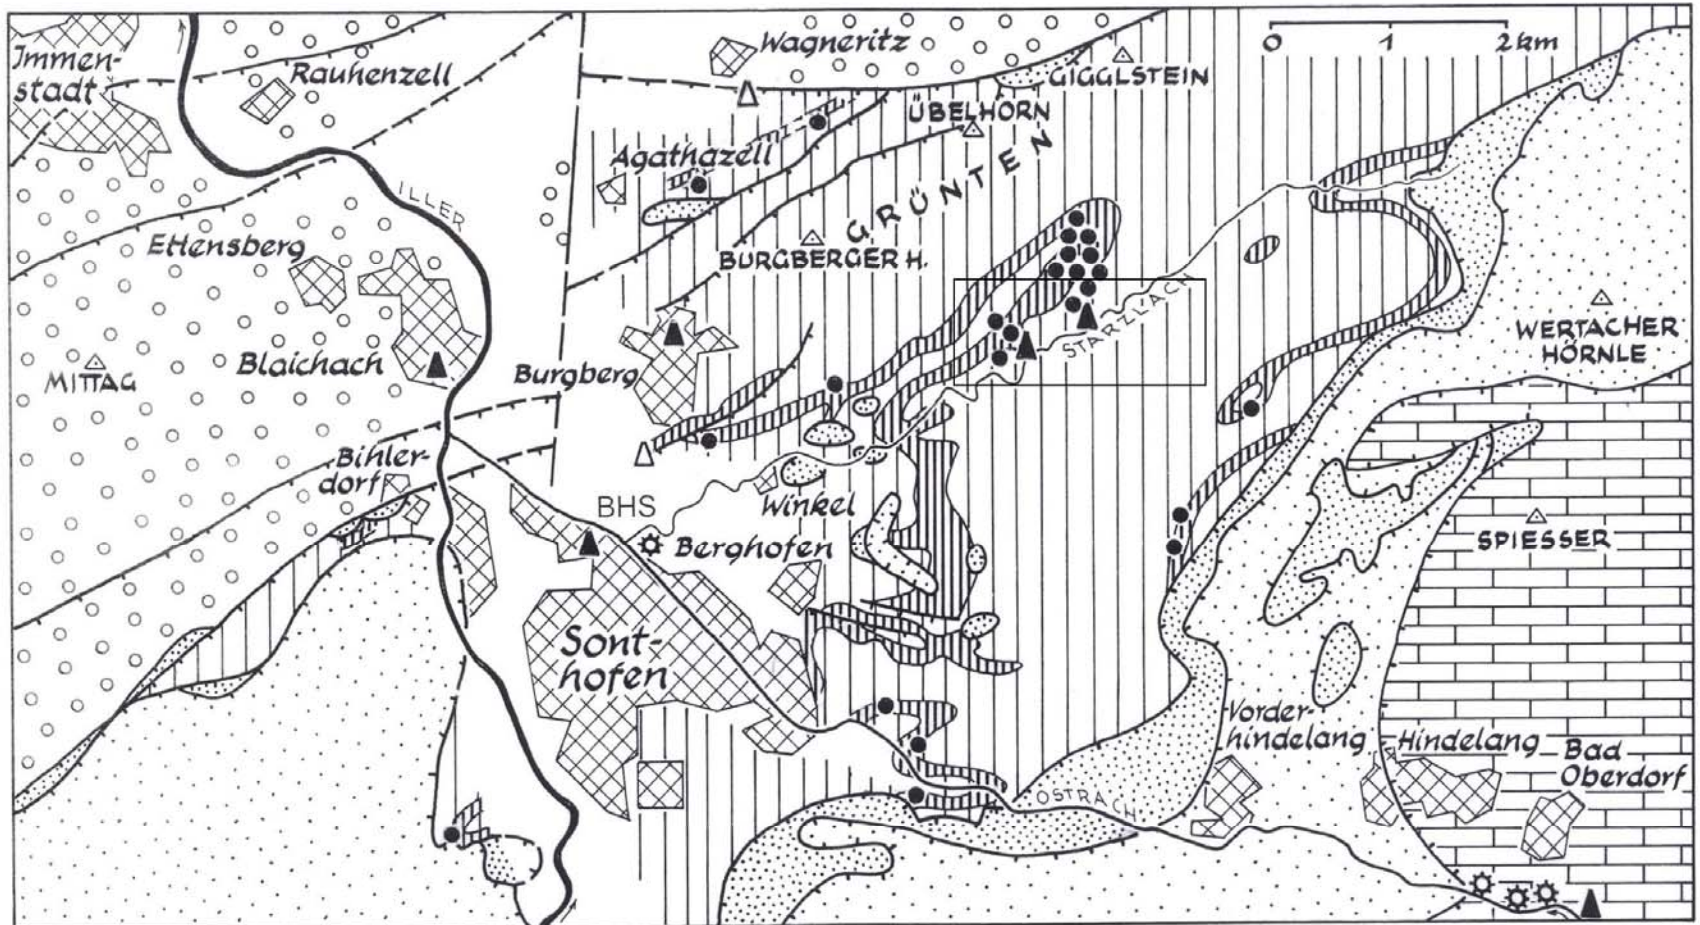 Immen-
stadt
Rauhenzell
Wagneritz
0 1 2 km
GIGGLSTEIN
ÜBELHORN
Agathazell
ILLER
GRÜNTEN
Ettensberg
BURGBERGER H.
STARZLACH
WERTACHER
HÖRNLE
MITTAG
Blaichach
Burgberg
Bihler-
dorf
BHS
Winkel
Berghofen
SPIESSER
Sont-
hofen
Vorder-
hindelang
Hindelang
Bad
Oberdorf
OSTRACH